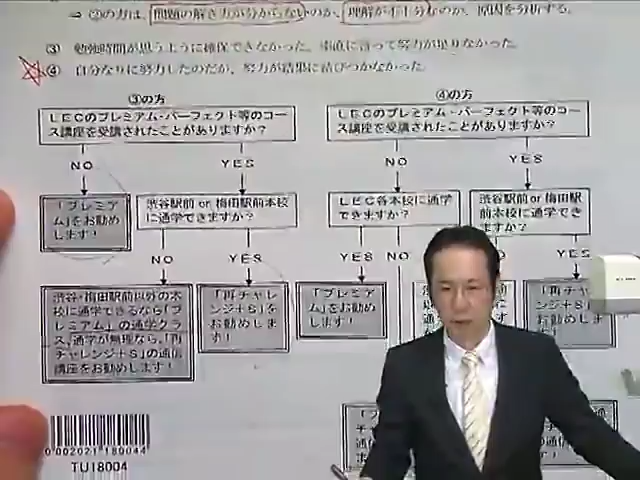 ⇒ ②の方は、問題の解き方が分からないのか、理解が不十分なのか、原因を分析する。
③ 勉強時間が思うように確保できなかった。率直に言って努力が足りなかった。
④ 自分なりに努力したのだが、努力が結果に結びつかなかった。
③の方
LECのプレミアム・パーフェクト等のコー
ス講座を受講されたことがありますか？
NO
YES
「プレミア
ム」をお勧め
します！
渋谷駅前 or 梅田駅前本校
に通学できますか？
NO
YES
渋谷・梅田駅前以外の本
校に通学できるなら「プ
レミアム」の通学クラ
ス、通学が無理なら、「再
チャレンジ＋S」の通信
講座をお勧めします！
「再チャレ
ンジ＋S」
をお勧め
します！
④の方
LECのプレミアム・パーフェクト等のコー
ス講座を受講されたことがありますか？
NO
YES
LEC各本校に通学
できますか？
渋谷駅前 or 梅田駅
前本校に通学でき
ますか？
YES
NO
YES
「プレミア
ム」をお勧め
します！
「再チャレ
0002021180044
TU18004